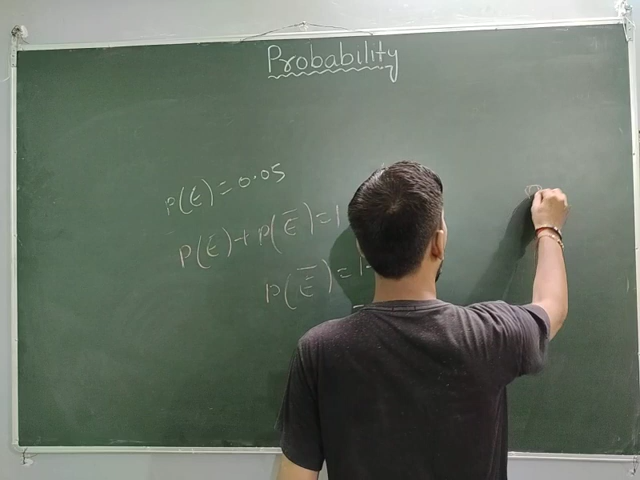 Probability
P(E) = 0.05
P(E) + P(E̅) = 1
P(E̅) = 1-